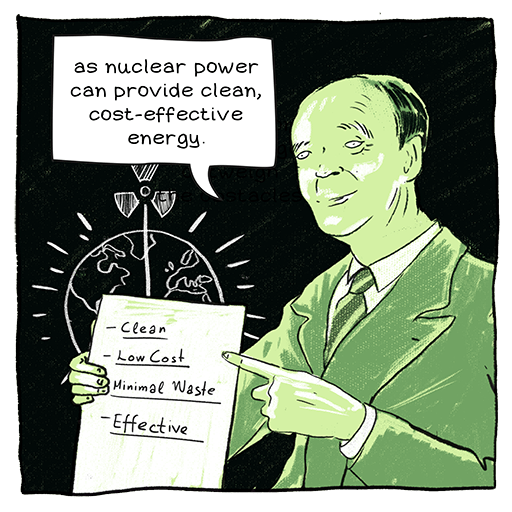 as nuclear power
can provide clean,
cost-effective
energy.
- Clean
- Low Cost
Minimal Waste
- Effective